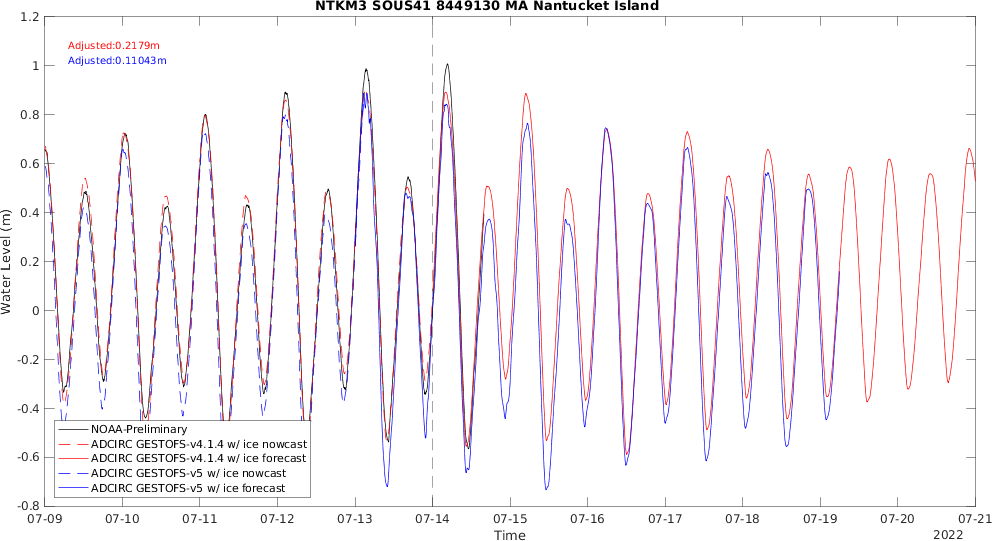 NTKM3 SOUS41 8449130 MA Nantucket Island
1.2
1
0.8
0.6
0.4
0.2
0
-0.2
-0.4
-0.6
-0.8
Water Level (m)
Adjusted:0.2179m
Adjusted:0.11043m
NOAA-Preliminary
ADCIRC GESTOFS-v4.1.4 w/ ice nowcast
ADCIRC GESTOFS-v4.1.4 w/ ice forecast
ADCIRC GESTOFS-v5 w/ ice nowcast
ADCIRC GESTOFS-v5 w/ ice forecast
07-09 07-10 07-11 07-12 07-13 07-14 07-15 07-16 07-17 07-18 07-19 07-20 07-21
Time
2022